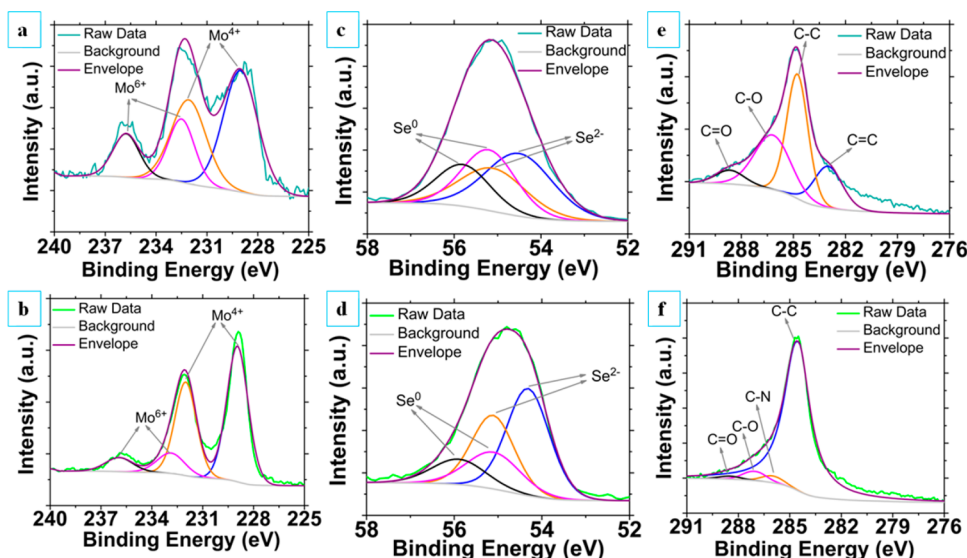 a
Raw Data
Background
Envelope
Mo⁴⁺
Mo⁶⁺
Intensity (a.u.)
240 237 234 231 228 225
Binding Energy (eV)
c
Raw Data
Background
Envelope
Se⁰
Se²⁻
Intensity (a.u.)
58 56 54 52
Binding Energy (eV)
e
Raw Data
Background
Envelope
C-C
C-O
C=O
C=C
Intensity (a.u.)
291 288 285 282 279 276
Binding Energy (eV)
b
Raw Data
Background
Envelope
Mo⁴⁺
Mo⁶⁺
Intensity (a.u.)
240 237 234 231 228 225
Binding Energy (eV)
d
Raw Data
Background
Envelope
Se²⁻
Se⁰
Intensity (a.u.)
58 56 54 52
Binding Energy (eV)
f
Raw Data
Background
Envelope
C-C
C-N
C-O
C=O
Intensity (a.u.)
291 288 285 282 279 276
Binding Energy (eV)